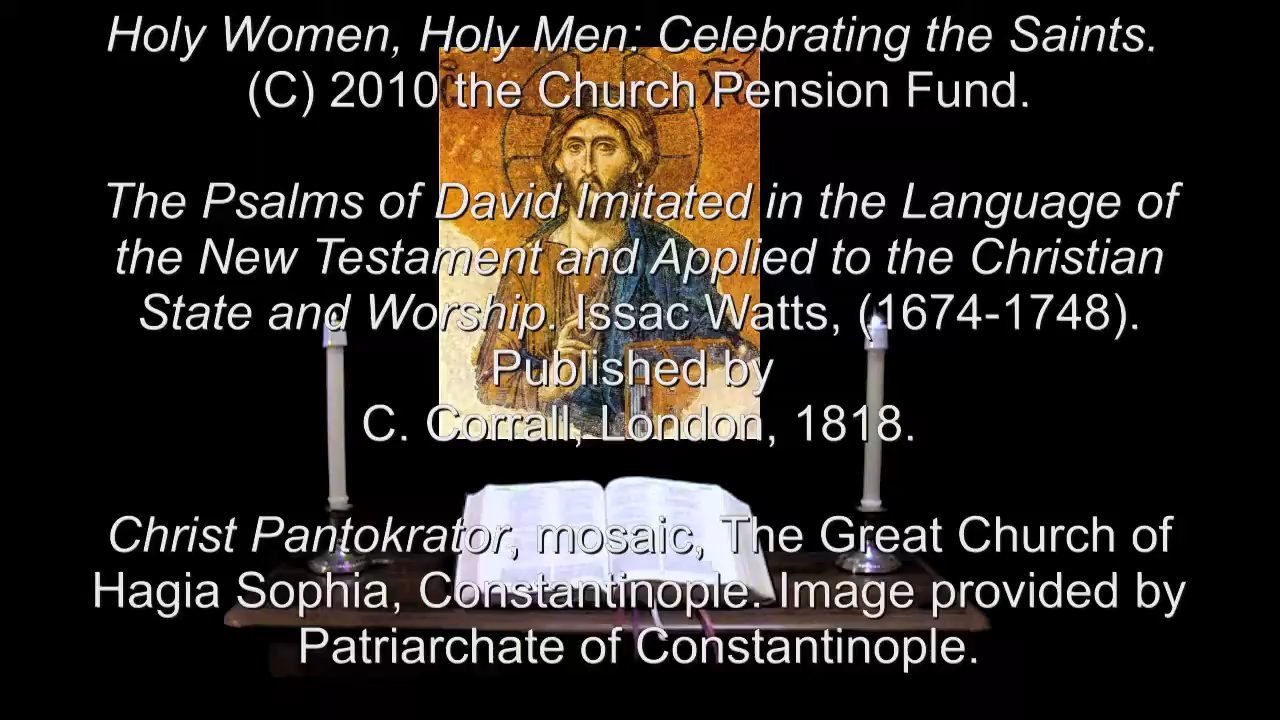 Holy Women, Holy Men: Celebrating the Saints.
(C) 2010 the Church Pension Fund.
The Psalms of David Imitated in the Language of
the New Testament and Applied to the Christian
State and Worship. Issac Watts, (1674-1748).
Published by
C. Corrall, London, 1818.
Christ Pantokrator, mosaic, The Great Church of
Hagia Sophia, Constantinople. Image provided by
Patriarchate of Constantinople.